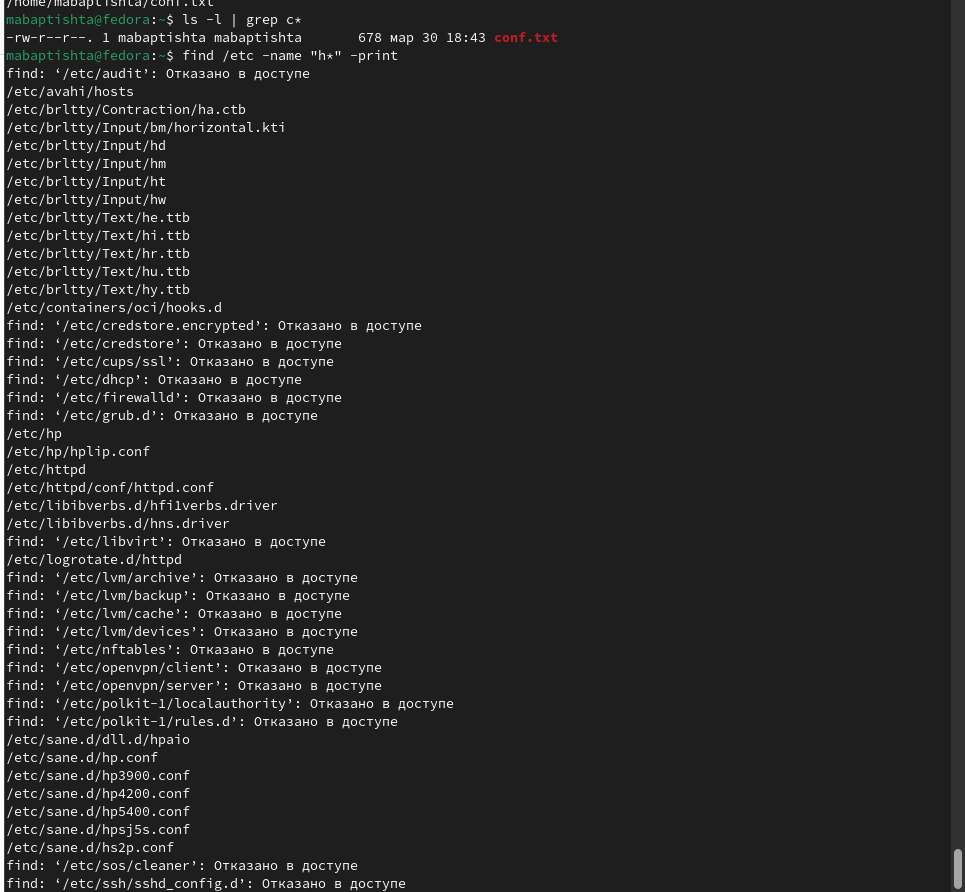 /home/mabaptishta/conf.txt
mabaptishta@fedora:~$ ls -l | grep c*
-rw-r--r--. 1 mabaptishta mabaptishta       678 мар 30 18:43 conf.txt
mabaptishta@fedora:~$ find /etc -name "h*" -print
find: ‘/etc/audit’: Отказано в доступе
/etc/avahi/hosts
/etc/brltty/Contraction/ha.ctb
/etc/brltty/Input/bm/horizontal.kti
/etc/brltty/Input/hd
/etc/brltty/Input/hm
/etc/brltty/Input/ht
/etc/brltty/Input/hw
/etc/brltty/Text/he.ttb
/etc/brltty/Text/hi.ttb
/etc/brltty/Text/hr.ttb
/etc/brltty/Text/hu.ttb
/etc/brltty/Text/hy.ttb
/etc/containers/oci/hooks.d
find: ‘/etc/credstore.encrypted’: Отказано в доступе
find: ‘/etc/credstore’: Отказано в доступе
find: ‘/etc/cups/ssl’: Отказано в доступе
find: ‘/etc/dhcp’: Отказано в доступе
find: ‘/etc/firewalld’: Отказано в доступе
find: ‘/etc/grub.d’: Отказано в доступе
/etc/hp
/etc/hp/hplip.conf
/etc/httpd
/etc/httpd/conf/httpd.conf
/etc/libibverbs.d/hfi1verbs.driver
/etc/libibverbs.d/hns.driver
find: ‘/etc/libvirt’: Отказано в доступе
/etc/logrotate.d/httpd
find: ‘/etc/lvm/archive’: Отказано в доступе
find: ‘/etc/lvm/backup’: Отказано в доступе
find: ‘/etc/lvm/cache’: Отказано в доступе
find: ‘/etc/lvm/devices’: Отказано в доступе
find: ‘/etc/nftables’: Отказано в доступе
find: ‘/etc/openvpn/client’: Отказано в доступе
find: ‘/etc/openvpn/server’: Отказано в доступе
find: ‘/etc/polkit-1/localauthority’: Отказано в доступе
find: ‘/etc/polkit-1/rules.d’: Отказано в доступе
/etc/sane.d/dll.d/hpaio
/etc/sane.d/hp.conf
/etc/sane.d/hp3900.conf
/etc/sane.d/hp4200.conf
/etc/sane.d/hp5400.conf
/etc/sane.d/hpsj5s.conf
/etc/sane.d/hs2p.conf
find: ‘/etc/sos/cleaner’: Отказано в доступе
find: ‘/etc/ssh/sshd_config.d’: Отказано в доступе